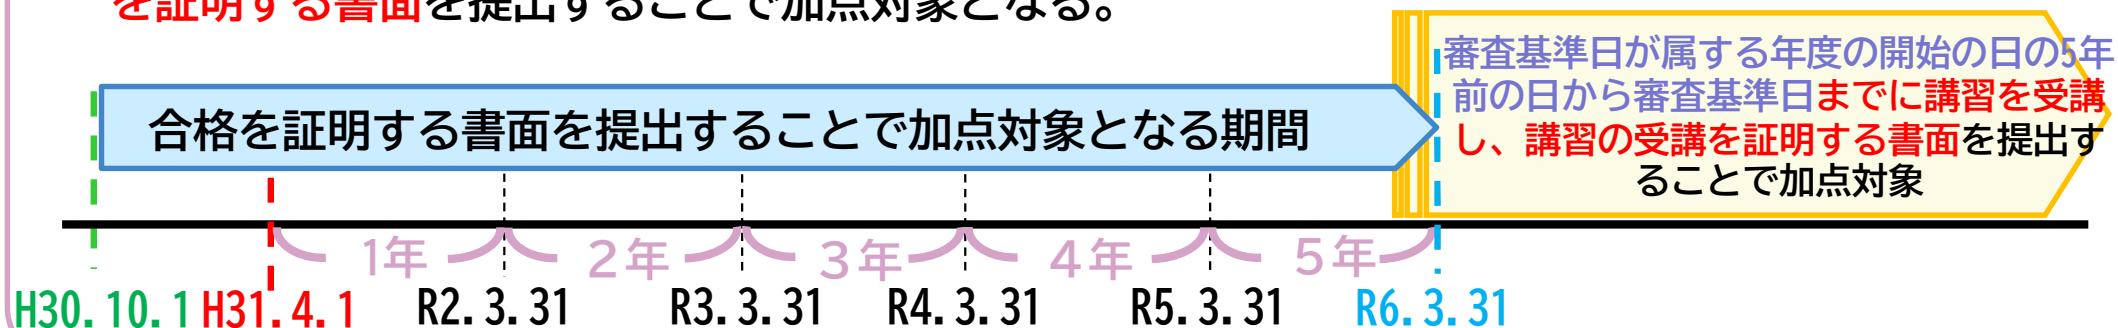 を証明する書面を提出することで加点対象となる。
審査基準日が属する年度の開始の日の5年
前の日から審査基準日までに講習を受講
し、講習の受講を証明する書面を提出す
ることで加点対象
合格を証明する書面を提出することで加点対象となる期間
1年 2年 3年 4年 5年
H30.10.1 H31.4.1 R2.3.31 R3.3.31 R4.3.31 R5.3.31 R6.3.31